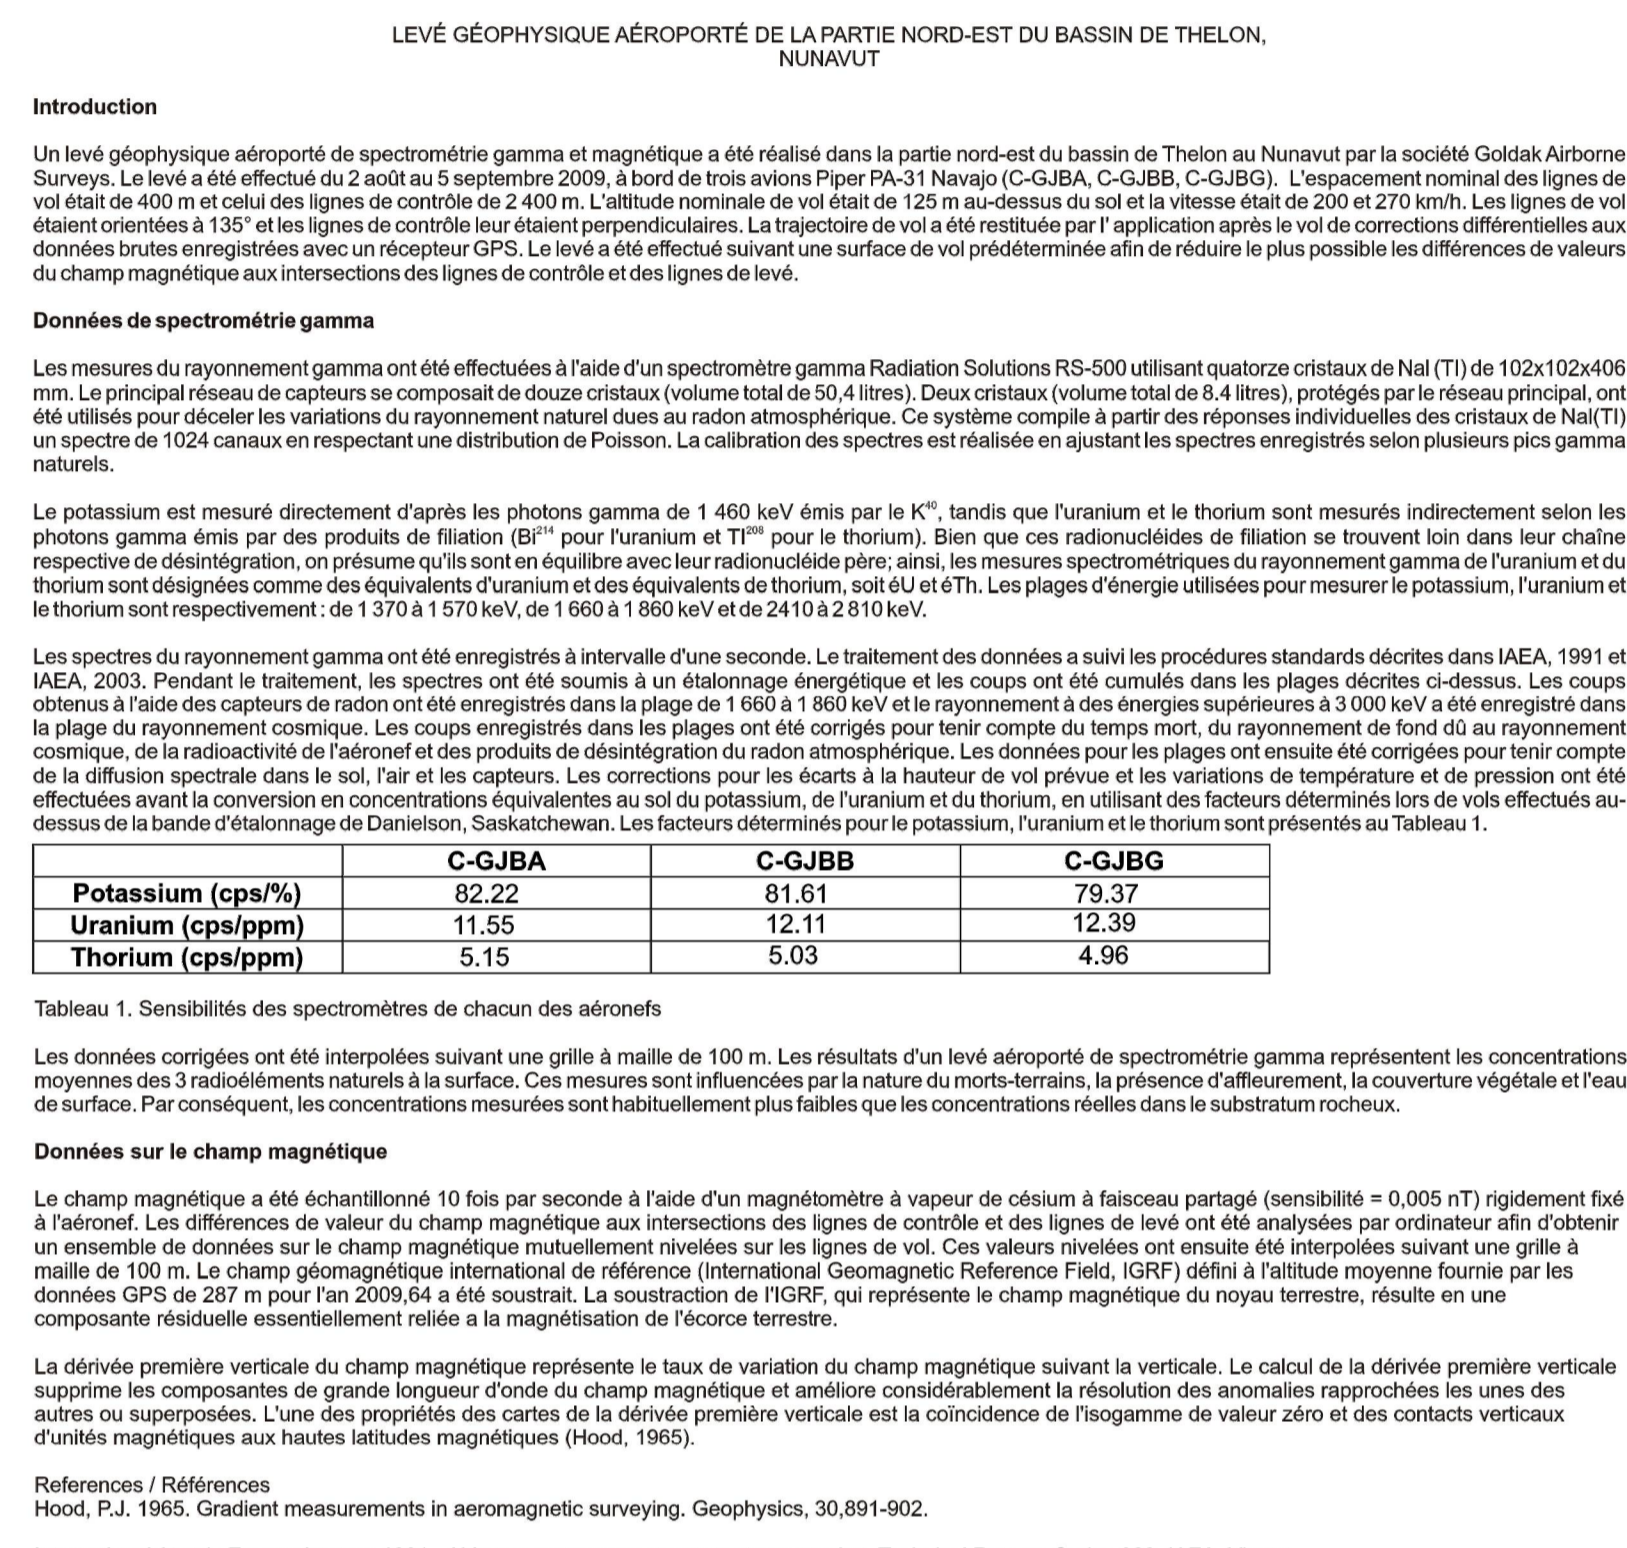 LEVÉ GÉOPHYSIQUE AÉROPORTÉ DE LA PARTIE NORD-EST DU BASSIN DE THELON,
NUNAVUT
Introduction
Un levé géophysique aéroporté de spectrométrie gamma et magnétique a été réalisé dans la partie nord-est du bassin de Thelon au Nunavut par la société Goldak Airborne
Surveys. Le levé a été effectué du 2 août au 5 septembre 2009, à bord de trois avions Piper PA-31 Navajo (C-GJBA, C-GJBB, C-GJBG). L'espacement nominal des lignes de
vol était de 400 m et celui des lignes de contrôle de 2 400 m. L'altitude nominale de vol était de 125 m au-dessus du sol et la vitesse était de 200 et 270 km/h. Les lignes de vol
étaient orientées à 135° et les lignes de contrôle leur étaient perpendiculaires. La trajectoire de vol a été restituée par l' application après le vol de corrections différentielles aux
données brutes enregistrées avec un récepteur GPS. Le levé a été effectué suivant une surface de vol prédéterminée afin de réduire le plus possible les différences de valeurs
du champ magnétique aux intersections des lignes de contrôle et des lignes de levé.
Données de spectrométrie gamma
Les mesures du rayonnement gamma ont été effectuées à l'aide d'un spectromètre gamma Radiation Solutions RS-500 utilisant quatorze cristaux de NaI (Tl) de 102x102x406
mm. Le principal réseau de capteurs se composait de douze cristaux (volume total de 50,4 litres). Deux cristaux (volume total de 8.4 litres), protégés par le réseau principal, ont
été utilisés pour déceler les variations du rayonnement naturel dues au radon atmosphérique. Ce système compile à partir des réponses individuelles des cristaux de NaI(Tl)
un spectre de 1024 canaux en respectant une distribution de Poisson. La calibration des spectres est réalisée en ajustant les spectres enregistrés selon plusieurs pics gamma
naturels.
Le potassium est mesuré directement d'après les photons gamma de 1 460 keV émis par le K⁴⁰, tandis que l'uranium et le thorium sont mesurés indirectement selon les
photons gamma émis par des produits de filiation (Bi²¹⁴ pour l'uranium et Tl²⁰⁸ pour le thorium). Bien que ces radionucléides de filiation se trouvent loin dans leur chaîne
respective de désintégration, on présume qu'ils sont en équilibre avec leur radionucléide père; ainsi, les mesures spectrométriques du rayonnement gamma de l'uranium et du
thorium sont désignées comme des équivalents d'uranium et des équivalents de thorium, soit éU et éTh. Les plages d'énergie utilisées pour mesurer le potassium, l'uranium et
le thorium sont respectivement : de 1 370 à 1 570 keV, de 1 660 à 1 860 keV et de 2410 à 2 810 keV.
Les spectres du rayonnement gamma ont été enregistrés à intervalle d'une seconde. Le traitement des données a suivi les procédures standards décrites dans IAEA, 1991 et
IAEA, 2003. Pendant le traitement, les spectres ont été soumis à un étalonnage énergétique et les coups ont été cumulés dans les plages décrites ci-dessus. Les coups
obtenus à l'aide des capteurs de radon ont été enregistrés dans la plage de 1 660 à 1 860 keV et le rayonnement à des énergies supérieures à 3 000 keV a été enregistré dans
la plage du rayonnement cosmique. Les coups enregistrés dans les plages ont été corrigés pour tenir compte du temps mort, du rayonnement de fond dû au rayonnement
cosmique, de la radioactivité de l'aéronef et des produits de désintégration du radon atmosphérique. Les données pour les plages ont ensuite été corrigées pour tenir compte
de la diffusion spectrale dans le sol, l'air et les capteurs. Les corrections pour les écarts à la hauteur de vol prévue et les variations de température et de pression ont été
effectuées avant la conversion en concentrations équivalentes au sol du potassium, de l'uranium et du thorium, en utilisant des facteurs déterminés lors de vols effectués au-
dessus de la bande d'étalonnage de Danielson, Saskatchewan. Les facteurs déterminés pour le potassium, l'uranium et le thorium sont présentés au Tableau 1.
C-GJBA C-GJBB C-GJBG
Potassium (cps/%) 82.22 81.61 79.37
Uranium (cps/ppm) 11.55 12.11 12.39
Thorium (cps/ppm) 5.15 5.03 4.96
Tableau 1. Sensibilités des spectromètres de chacun des aéronefs
Les données corrigées ont été interpolées suivant une grille à maille de 100 m. Les résultats d'un levé aéroporté de spectrométrie gamma représentent les concentrations
moyennes des 3 radioéléments naturels à la surface. Ces mesures sont influencées par la nature du morts-terrains, la présence d'affleurement, la couverture végétale et l'eau
de surface. Par conséquent, les concentrations mesurées sont habituellement plus faibles que les concentrations réelles dans le substratum rocheux.
Données sur le champ magnétique
Le champ magnétique a été échantillonné 10 fois par seconde à l'aide d'un magnétomètre à vapeur de césium à faisceau partagé (sensibilité = 0,005 nT) rigidement fixé
à l'aéronef. Les différences de valeur du champ magnétique aux intersections des lignes de contrôle et des lignes de levé ont été analysées par ordinateur afin d'obtenir
un ensemble de données sur le champ magnétique mutuellement nivelées sur les lignes de vol. Ces valeurs nivelées ont ensuite été interpolées suivant une grille à
maille de 100 m. Le champ géomagnétique international de référence (International Geomagnetic Reference Field, IGRF) défini à l'altitude moyenne fournie par les
données GPS de 287 m pour l'an 2009,64 a été soustrait. La soustraction de l'IGRF, qui représente le champ magnétique du noyau terrestre, résulte en une
composante résiduelle essentiellement reliée a la magnétisation de l'écorce terrestre.
La dérivée première verticale du champ magnétique représente le taux de variation du champ magnétique suivant la verticale. Le calcul de la dérivée première verticale
supprime les composantes de grande longueur d'onde du champ magnétique et améliore considérablement la résolution des anomalies rapprochées les unes des
autres ou superposées. L'une des propriétés des cartes de la dérivée première verticale est la coïncidence de l'isogamme de valeur zéro et des contacts verticaux
d'unités magnétiques aux hautes latitudes magnétiques (Hood, 1965).
References / Références
Hood, P.J. 1965. Gradient measurements in aeromagnetic surveying. Geophysics, 30,891-902.